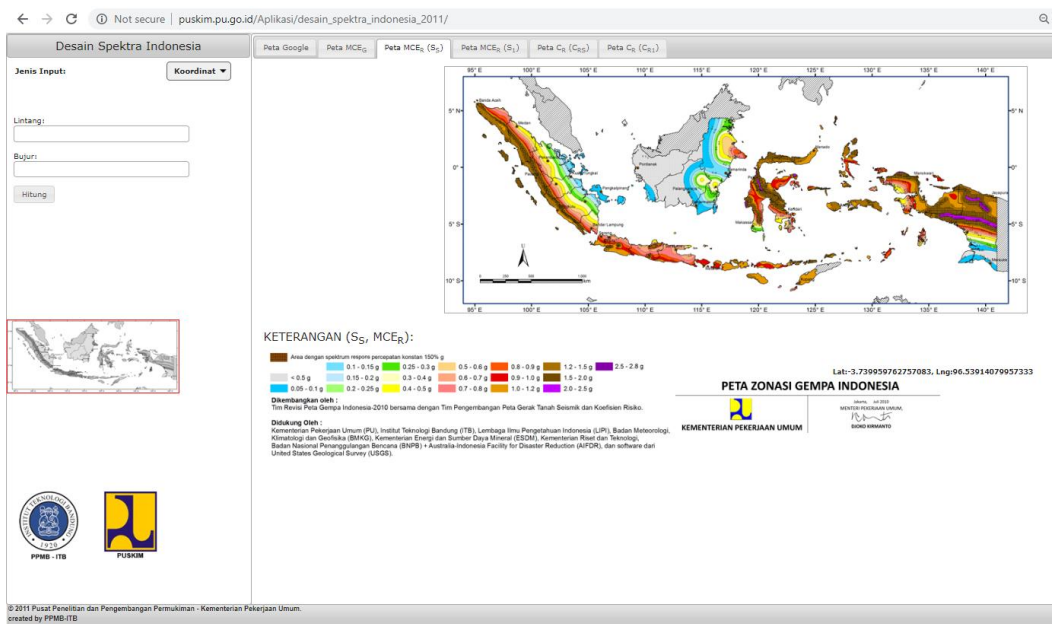 Not secure | puskim.pu.go.id/Aplikasi/desain_spektra_indonesia_2011/
Desain Spektra Indonesia
Jenis Input:
Koordinat
Lintang:
Bujur:
Hitung
Peta Google
Peta MCEG
Peta MCER (SS)
Peta MCER (S1)
Peta CR (CRS)
Peta CR (CR1)
95° E 100° E 105° E 110° E 115° E 120° E 125° E 130° E 135° E 140° E
5° N
0°
5° S
10° S
Banda Aceh
Medan
Bandar Lampung
KETERANGAN (SS, MCER):
Area dengan spektrum respons percepatan konstan 150% g
0.1 - 0.15 g 0.25 - 0.3 g 0.5 - 0.6 g 0.8 - 0.9 g 1.2 - 1.5 g 2.5 - 2.8 g
< 0.5 g 0.15 - 0.2 g 0.3 - 0.4 g 0.6 - 0.7 g 0.9 - 1.0 g 1.5 - 2.0 g
0.05 - 0.1 g 0.2 - 0.25 g 0.4 - 0.5 g 0.7 - 0.8 g 1.0 - 1.2 g 2.0 - 2.5 g
Dikembangkan oleh :
Tim Revisi Peta Gempa Indonesia-2010 bersama dengan Tim Pengembangan Peta Gerak Tanah Seismik dan Koefisien Risiko.
Didukung Oleh :
Kementerian Pekerjaan Umum (PU), Institut Teknologi Bandung (ITB), Lembaga Ilmu Pengetahuan Indonesia (LIPI), Badan Meteorologi,
Klimatologi dan Geofisika (BMKG), Kementerian Energi dan Sumber Daya Mineral (ESDM), Kementerian Riset dan Teknologi,
Badan Nasional Penanggulangan Bencana (BNPB) + Australia-Indonesia Facility for Disaster Reduction (AIFDR), dan software dari
United States Geological Survey (USGS).
Lat:-3.739959762757083, Lng:96.53914079957333
PETA ZONASI GEMPA INDONESIA
KEMENTERIAN PEKERJAAN UMUM
MENTERI PEKERJAAN UMUM,
DJOKO KIRMANTO
INSTITUT TEKNOLOGI BANDUNG
1920
PPMB - ITB
PUSKIM
© 2011 Pusat Penelitian dan Pengembangan Permukiman - Kementerian Pekerjaan Umum.
created by PPMB-ITB